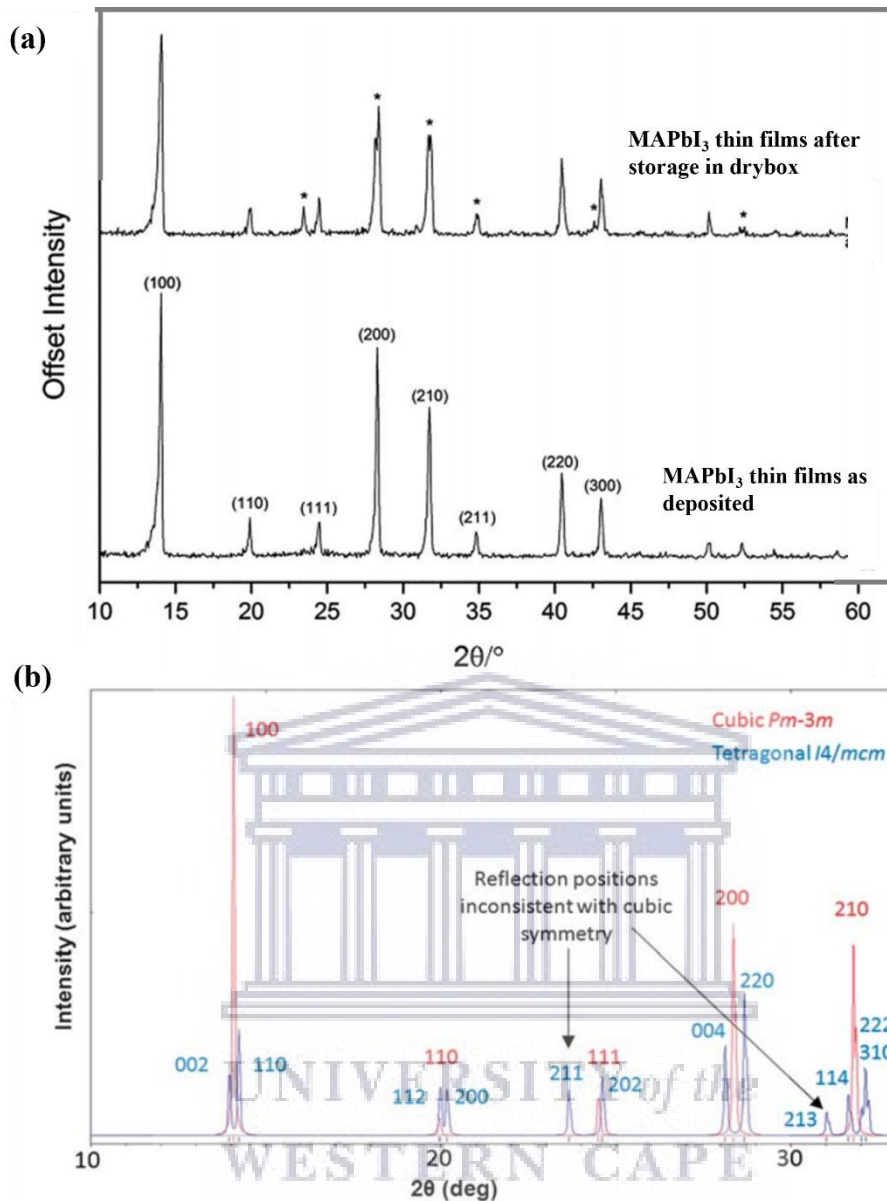 (a)
*
*
*
*
*
*
MAPbI₃ thin films after
storage in drybox
(100)
(200)
(210)
(110)
(111)
(211)
(220)
(300)
MAPbI₃ thin films as
deposited
Offset Intensity
10 15 20 25 30 35 40 45 50 55 60
2θ/°
(b)
100
Cubic Pm-3m
Tetragonal I4/mcm
Reflection positions
inconsistent with cubic
symmetry
200
210
220
004
222
310
002
110
110
112
200
211
111
202
114
213
Intensity (arbitrary units)
UNIVERSITY of the
WESTERN CAPE
10 20 30
2θ (deg)